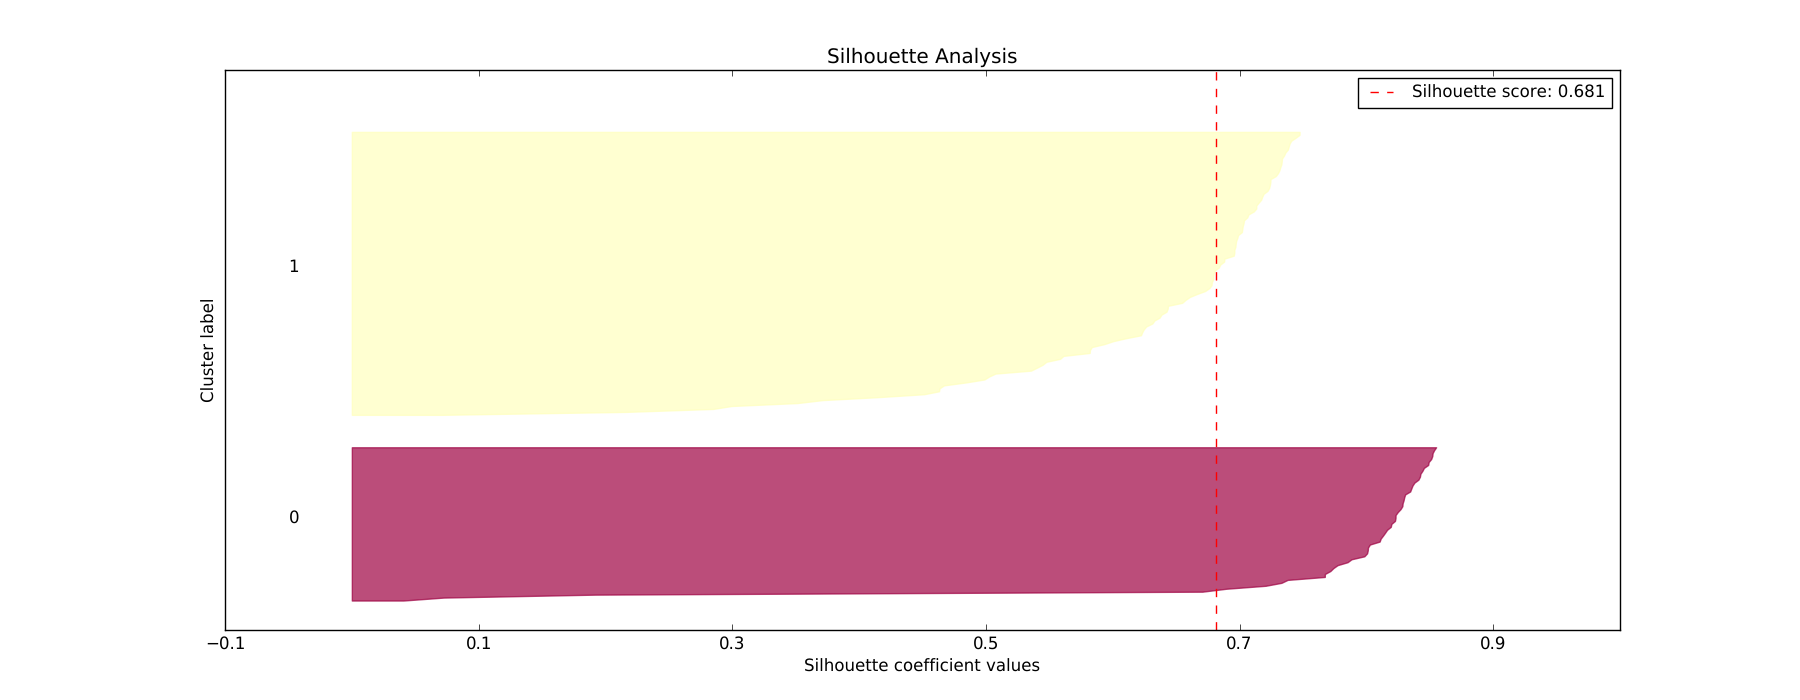 Silhouette Analysis
Silhouette score: 0.681
1
0
Cluster label
−0.1 0.1 0.3 0.5 0.7 0.9
Silhouette coefficient values